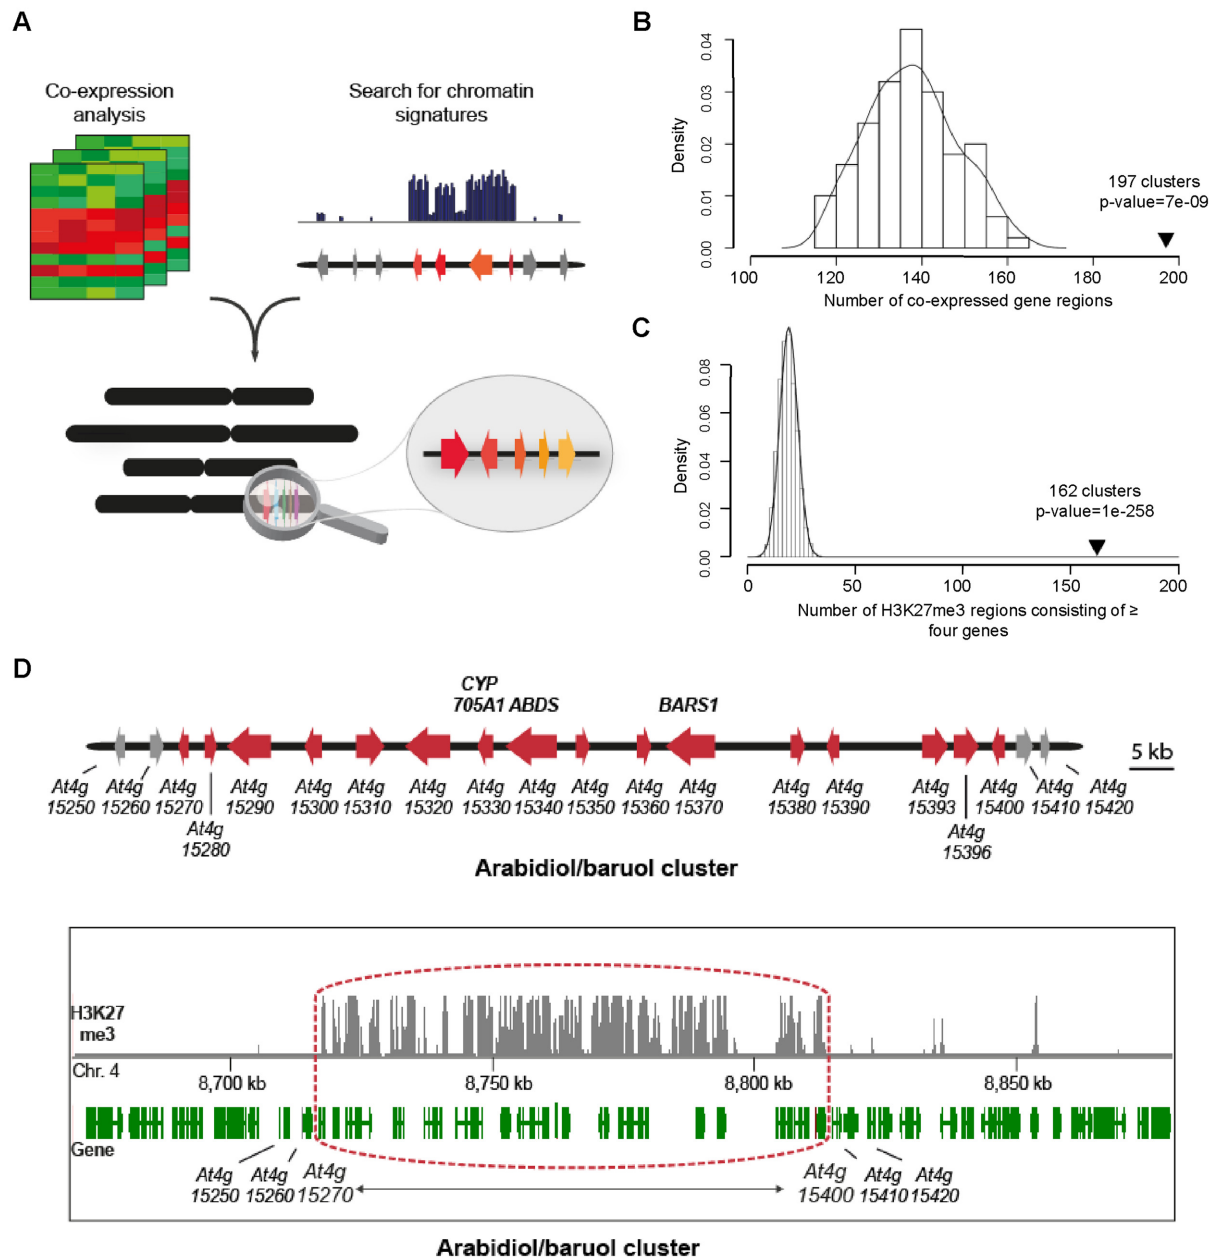 A
Co-expression
analysis
Search for chromatin
signatures
B
0.04
0.03
0.02
0.01
0.00
Density
197 clusters
p-value=7e-09
100
120
140
160
180
200
Number of co-expressed gene regions
C
0.08
0.06
0.04
0.02
0.00
Density
162 clusters
p-value=1e-258
0
50
100
150
200
Number of H3K27me3 regions consisting of ≥
four genes
D
CYP
705A1 ABDS
BARS1
5 kb
At4g
15250
At4g
15260
At4g
15270
At4g
15280
At4g
15290
At4g
15300
At4g
15310
At4g
15320
At4g
15330
At4g
15340
At4g
15350
At4g
15360
At4g
15370
At4g
15380
At4g
15390
At4g
15393
At4g
15396
At4g
15400
At4g
15410
At4g
15420
Arabidiol/baruol cluster
H3K27
me3
Chr. 4
8,700 kb
8,750 kb
8,800 kb
8,850 kb
Gene
At4g
15250
At4g
15260
At4g
15270
At4g
15400
At4g
15410
At4g
15420
Arabidiol/baruol cluster